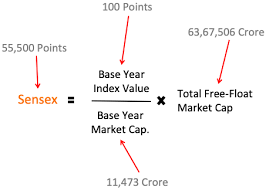 100 Points
63,67,506 Crore
55,500 Points
Base Year
Index Value
Sensex = × Total Free-Float
Market Cap
Base Year
Market Cap.
11,473 Crore